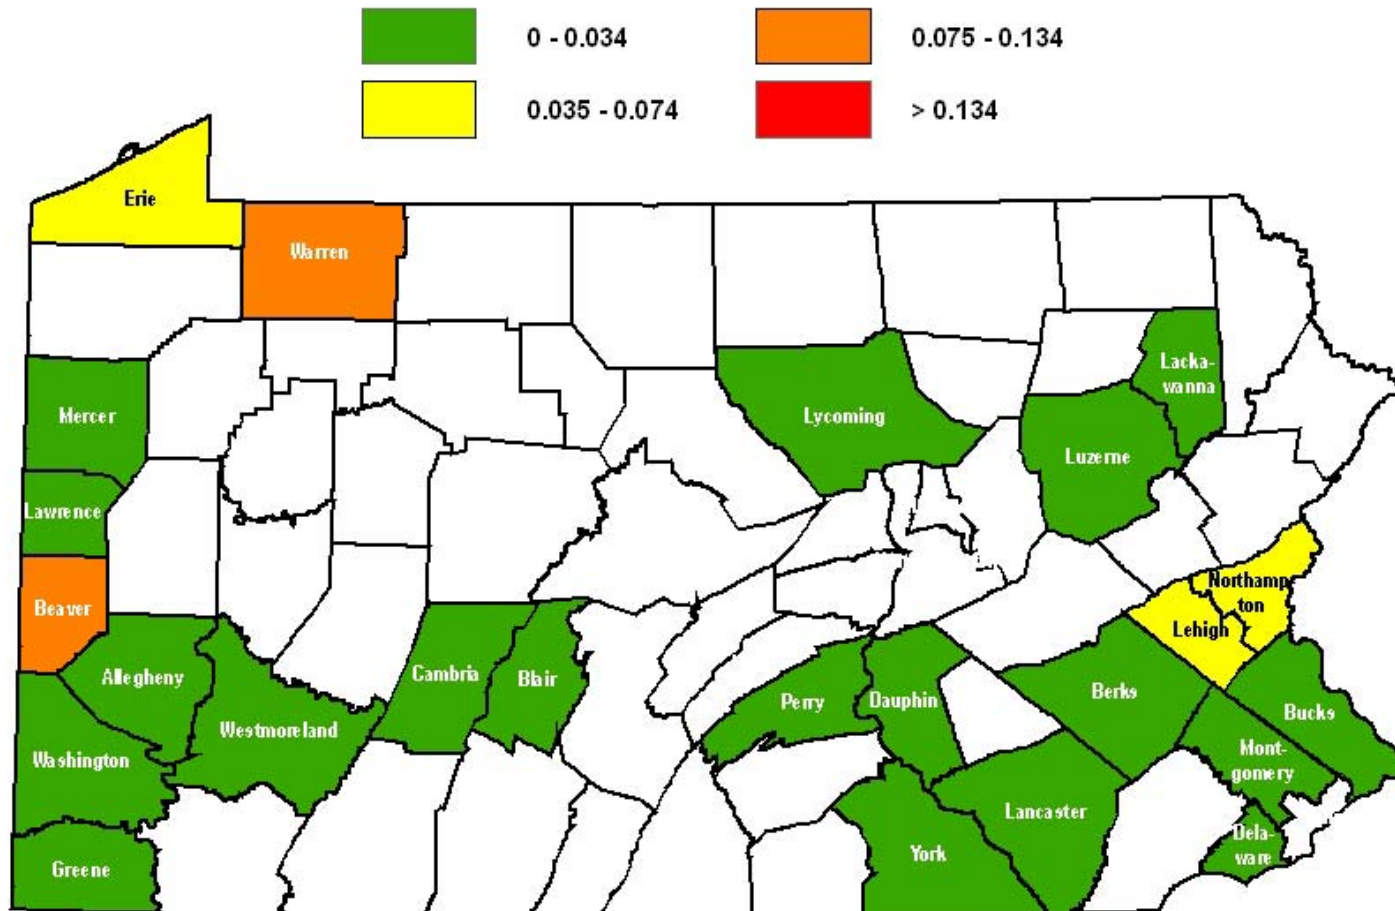 0 - 0.034
0.075 - 0.134
0.035 - 0.074
> 0.134
Erie
Warren
Lacka-
wanna
Mercer
Lycoming
Luzerne
Lawrence
Northamp
ton
Beaver
Lehigh
Allegheny
Cambria
Blair
Perry
Dauphin
Berks
Bucks
Westmoreland
Washington
Mont-
gomery
Lancaster
Dela-
ware
York
Greene